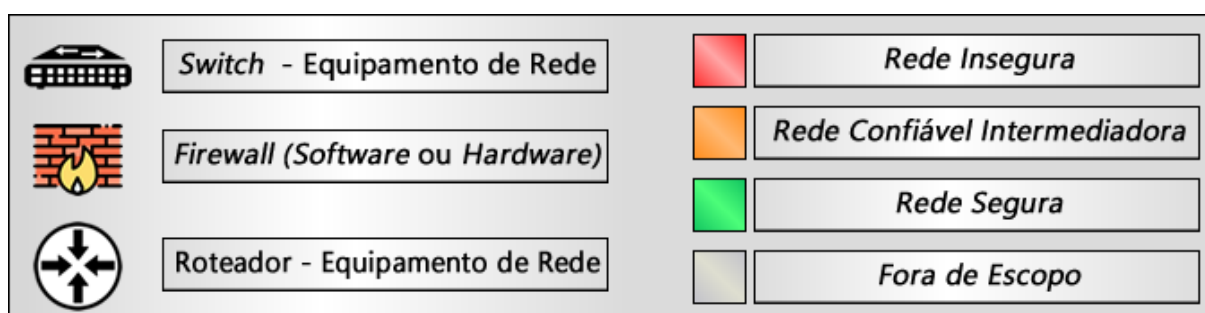 Switch - Equipamento de Rede
Firewall (Software ou Hardware)
Roteador - Equipamento de Rede
Rede Insegura
Rede Confiável Intermediadora
Rede Segura
Fora de Escopo